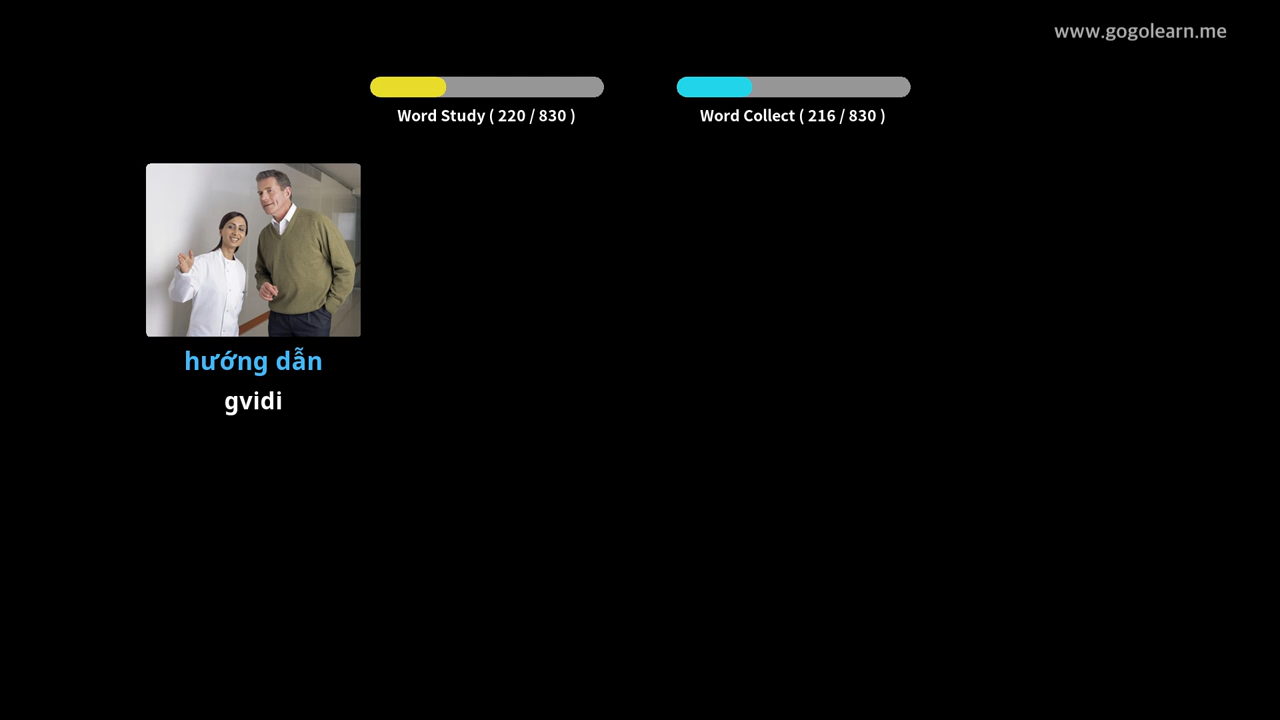 www.gogolearn.me
Word Study ( 220 / 830 )
Word Collect ( 216 / 830 )
hướng dẫn
gvidi